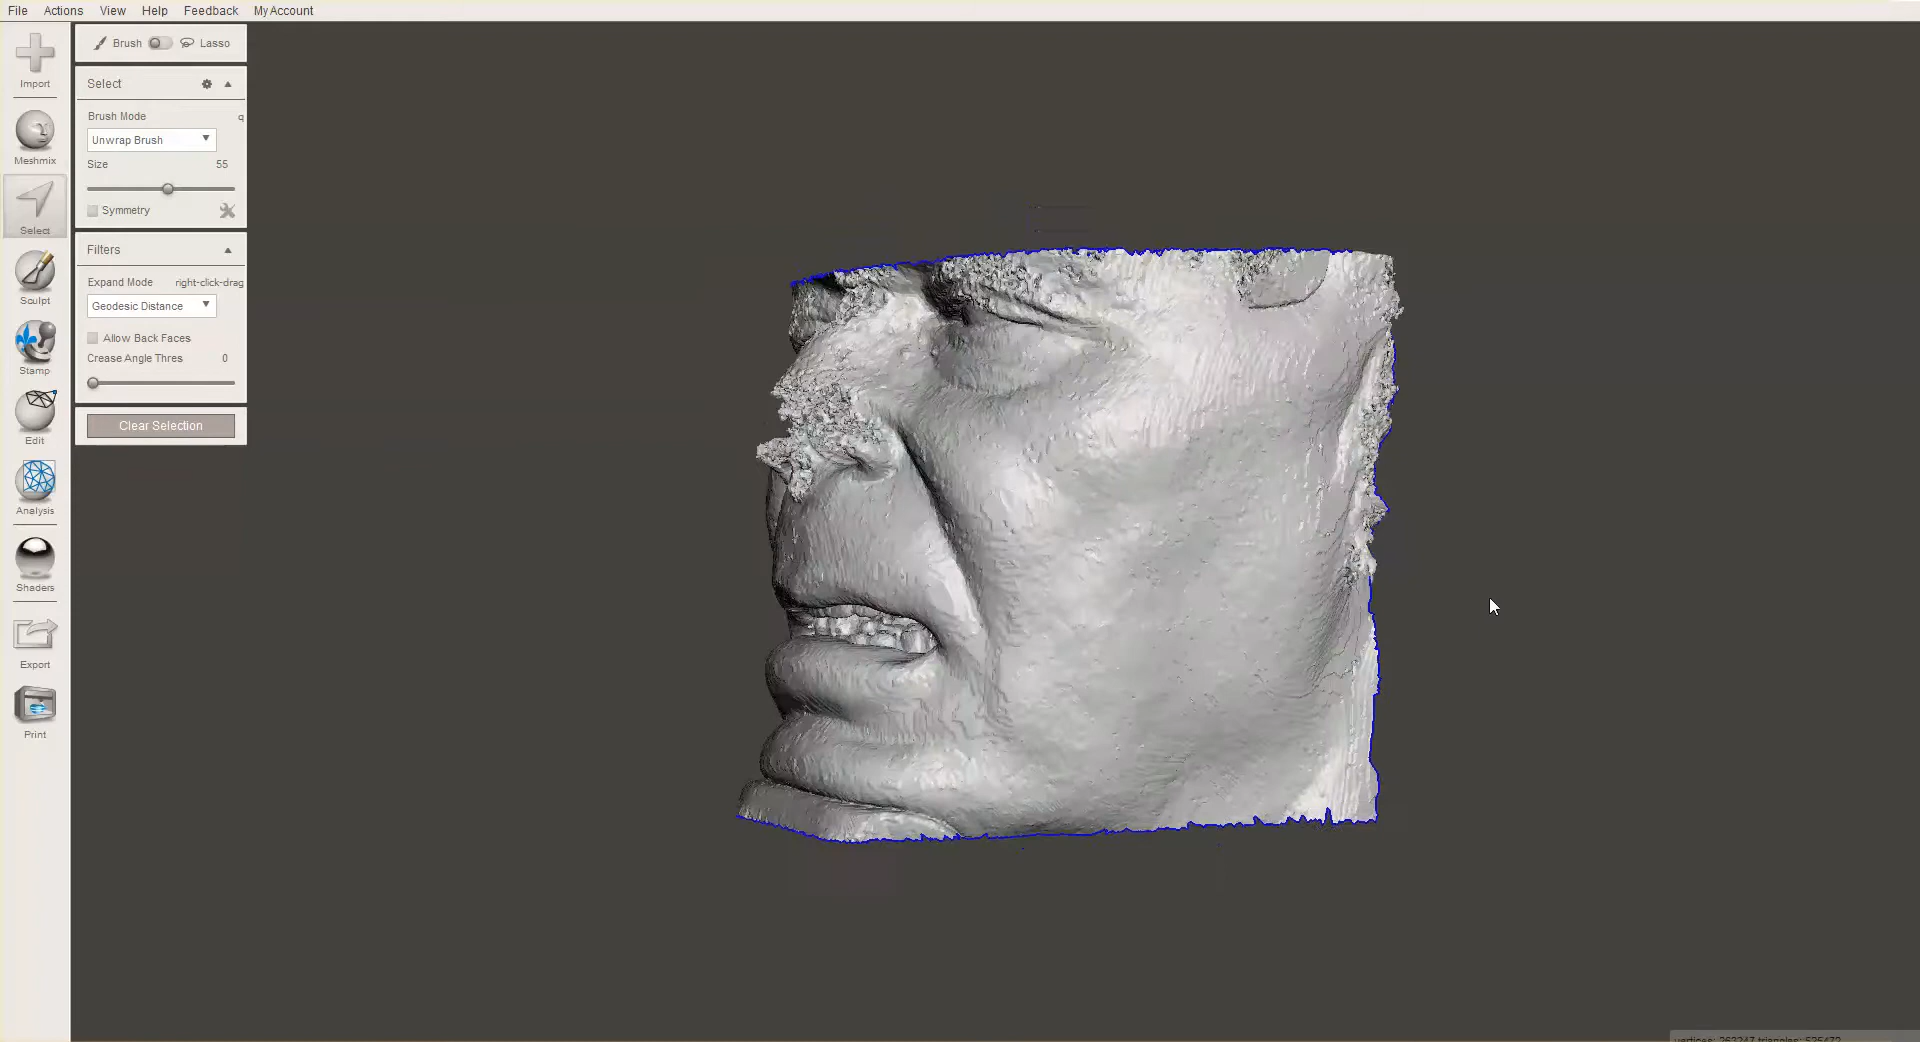 File Actions View Help Feedback My Account
Import
Meshmix
Select
Sculpt
Stamp
Edit
Analysis
Shaders
Export
Print
Brush Lasso
Select
Brush Mode q
Unwrap Brush
Size 55
Symmetry
Filters
Expand Mode right-click-drag
Geodesic Distance
Allow Back Faces
Crease Angle Thres 0
Clear Selection